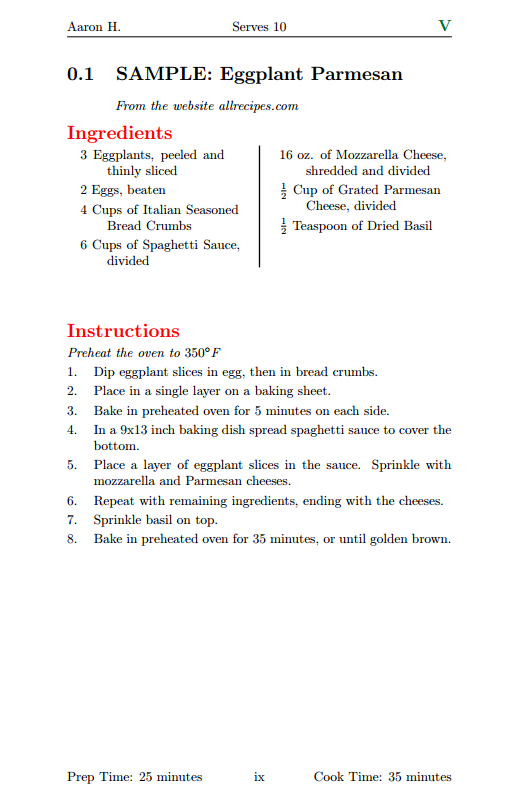 Aaron H. Serves 10 V
0.1 SAMPLE: Eggplant Parmesan
From the website allrecipes.com
Ingredients
3 Eggplants, peeled and
thinly sliced
2 Eggs, beaten
4 Cups of Italian Seasoned
Bread Crumbs
6 Cups of Spaghetti Sauce,
divided
16 oz. of Mozzarella Cheese,
shredded and divided
½ Cup of Grated Parmesan
Cheese, divided
½ Teaspoon of Dried Basil
Instructions
Preheat the oven to 350°F
1. Dip eggplant slices in egg, then in bread crumbs.
2. Place in a single layer on a baking sheet.
3. Bake in preheated oven for 5 minutes on each side.
4. In a 9x13 inch baking dish spread spaghetti sauce to cover the
bottom.
5. Place a layer of eggplant slices in the sauce. Sprinkle with
mozzarella and Parmesan cheeses.
6. Repeat with remaining ingredients, ending with the cheeses.
7. Sprinkle basil on top.
8. Bake in preheated oven for 35 minutes, or until golden brown.
Prep Time: 25 minutes ix Cook Time: 35 minutes